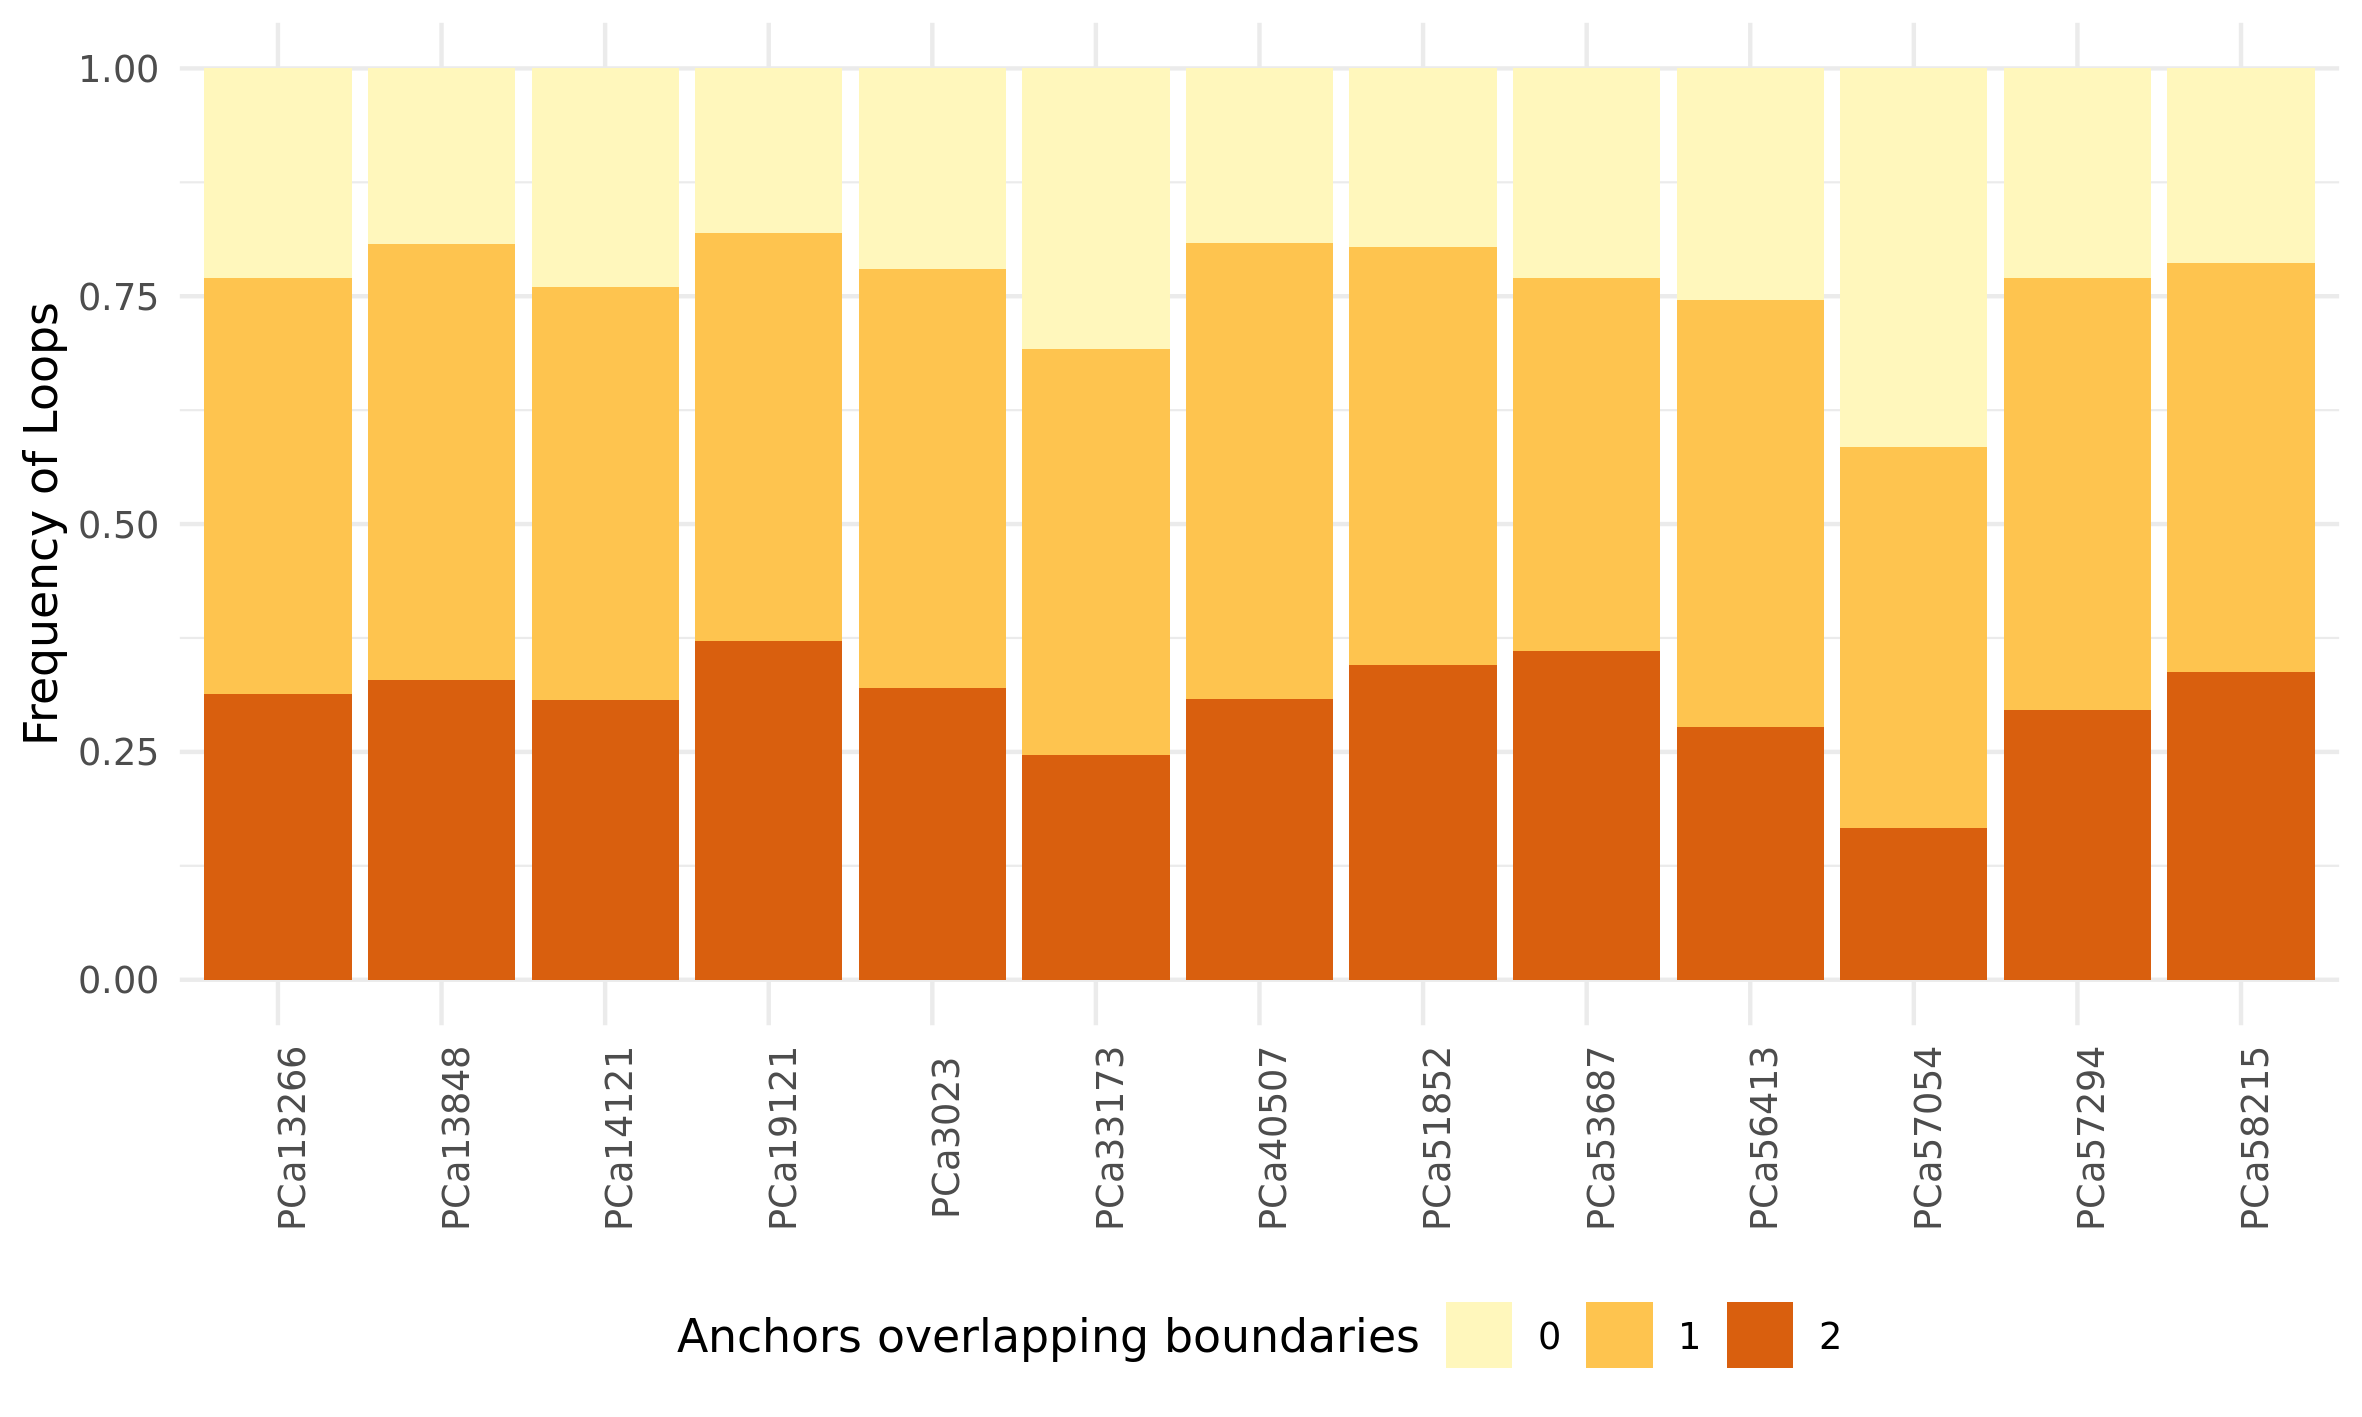 1.00
0.75
0.50
0.25
0.00
Frequency of Loops
PCa13266
PCa13848
PCa14121
PCa19121
PCa3023
PCa33173
PCa40507
PCa51852
PCa53687
PCa56413
PCa57054
PCa57294
PCa58215
Anchors overlapping boundaries 0 1 2